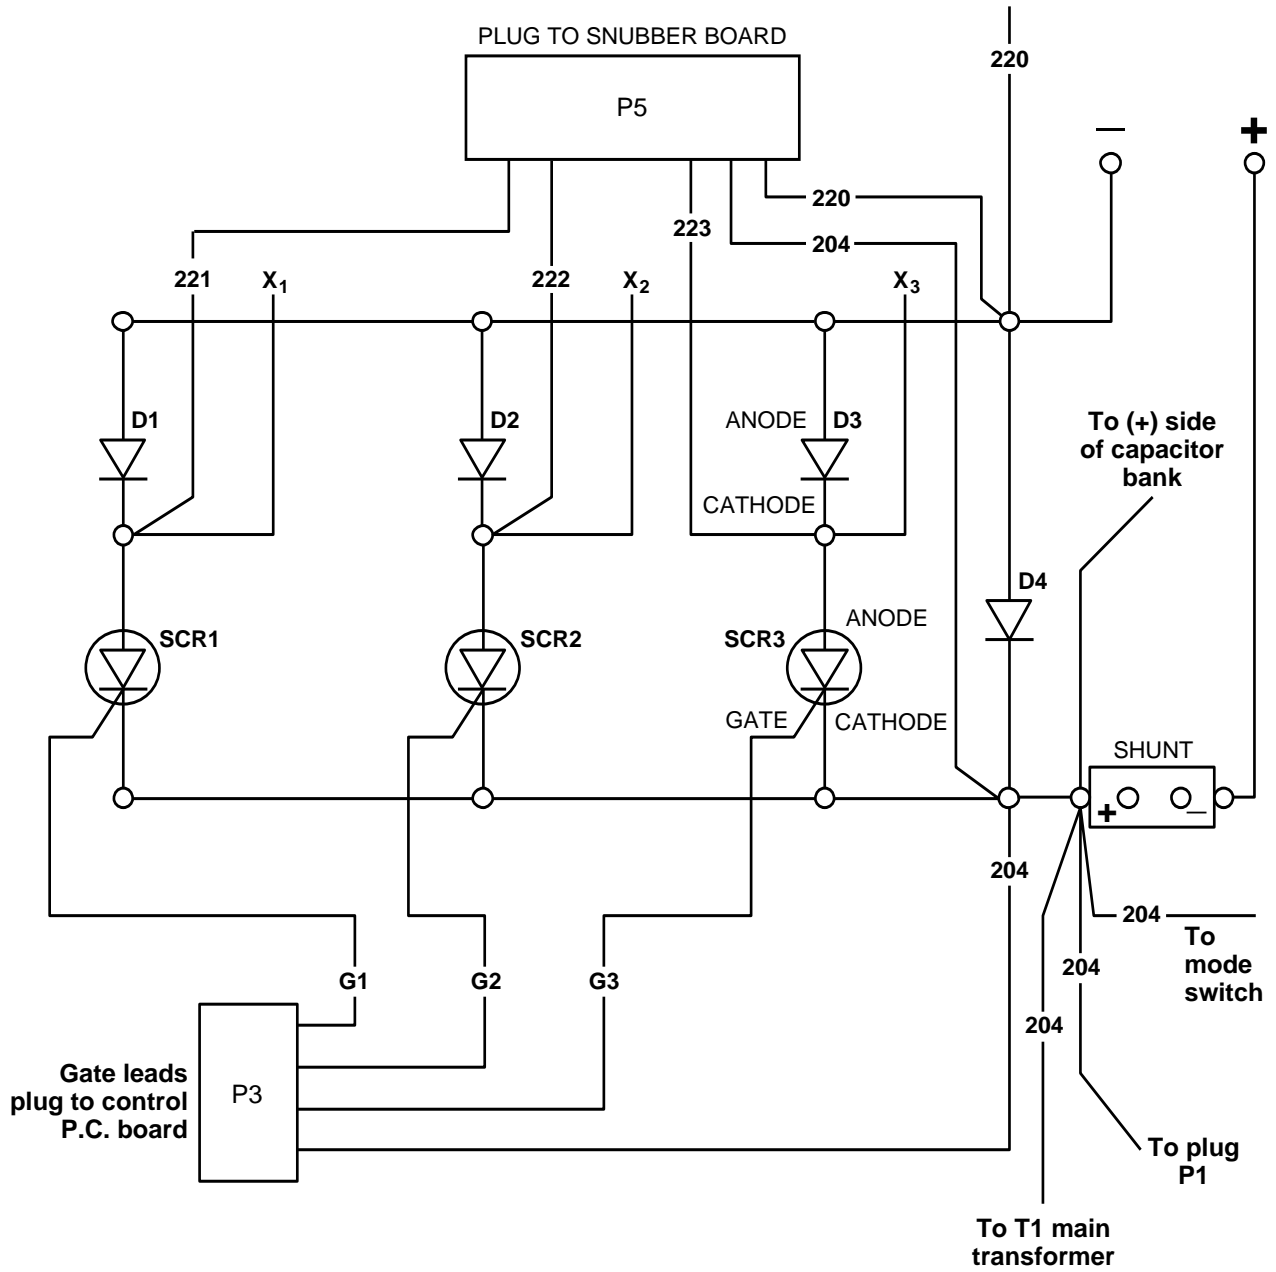 PLUG TO SNUBBER BOARD
P5
220
–
+
220
204
223
221
X1
222
X2
X3
D1
D2
ANODE
D3
CATHODE
To (+) side
of capacitor
bank
D4
SCR1
SCR2
SCR3
ANODE
GATE
CATHODE
SHUNT
+
–
204
204
To
mode
switch
204
204
G1
G2
G3
Gate leads
plug to control
P.C. board
P3
To plug
P1
To T1 main
transformer